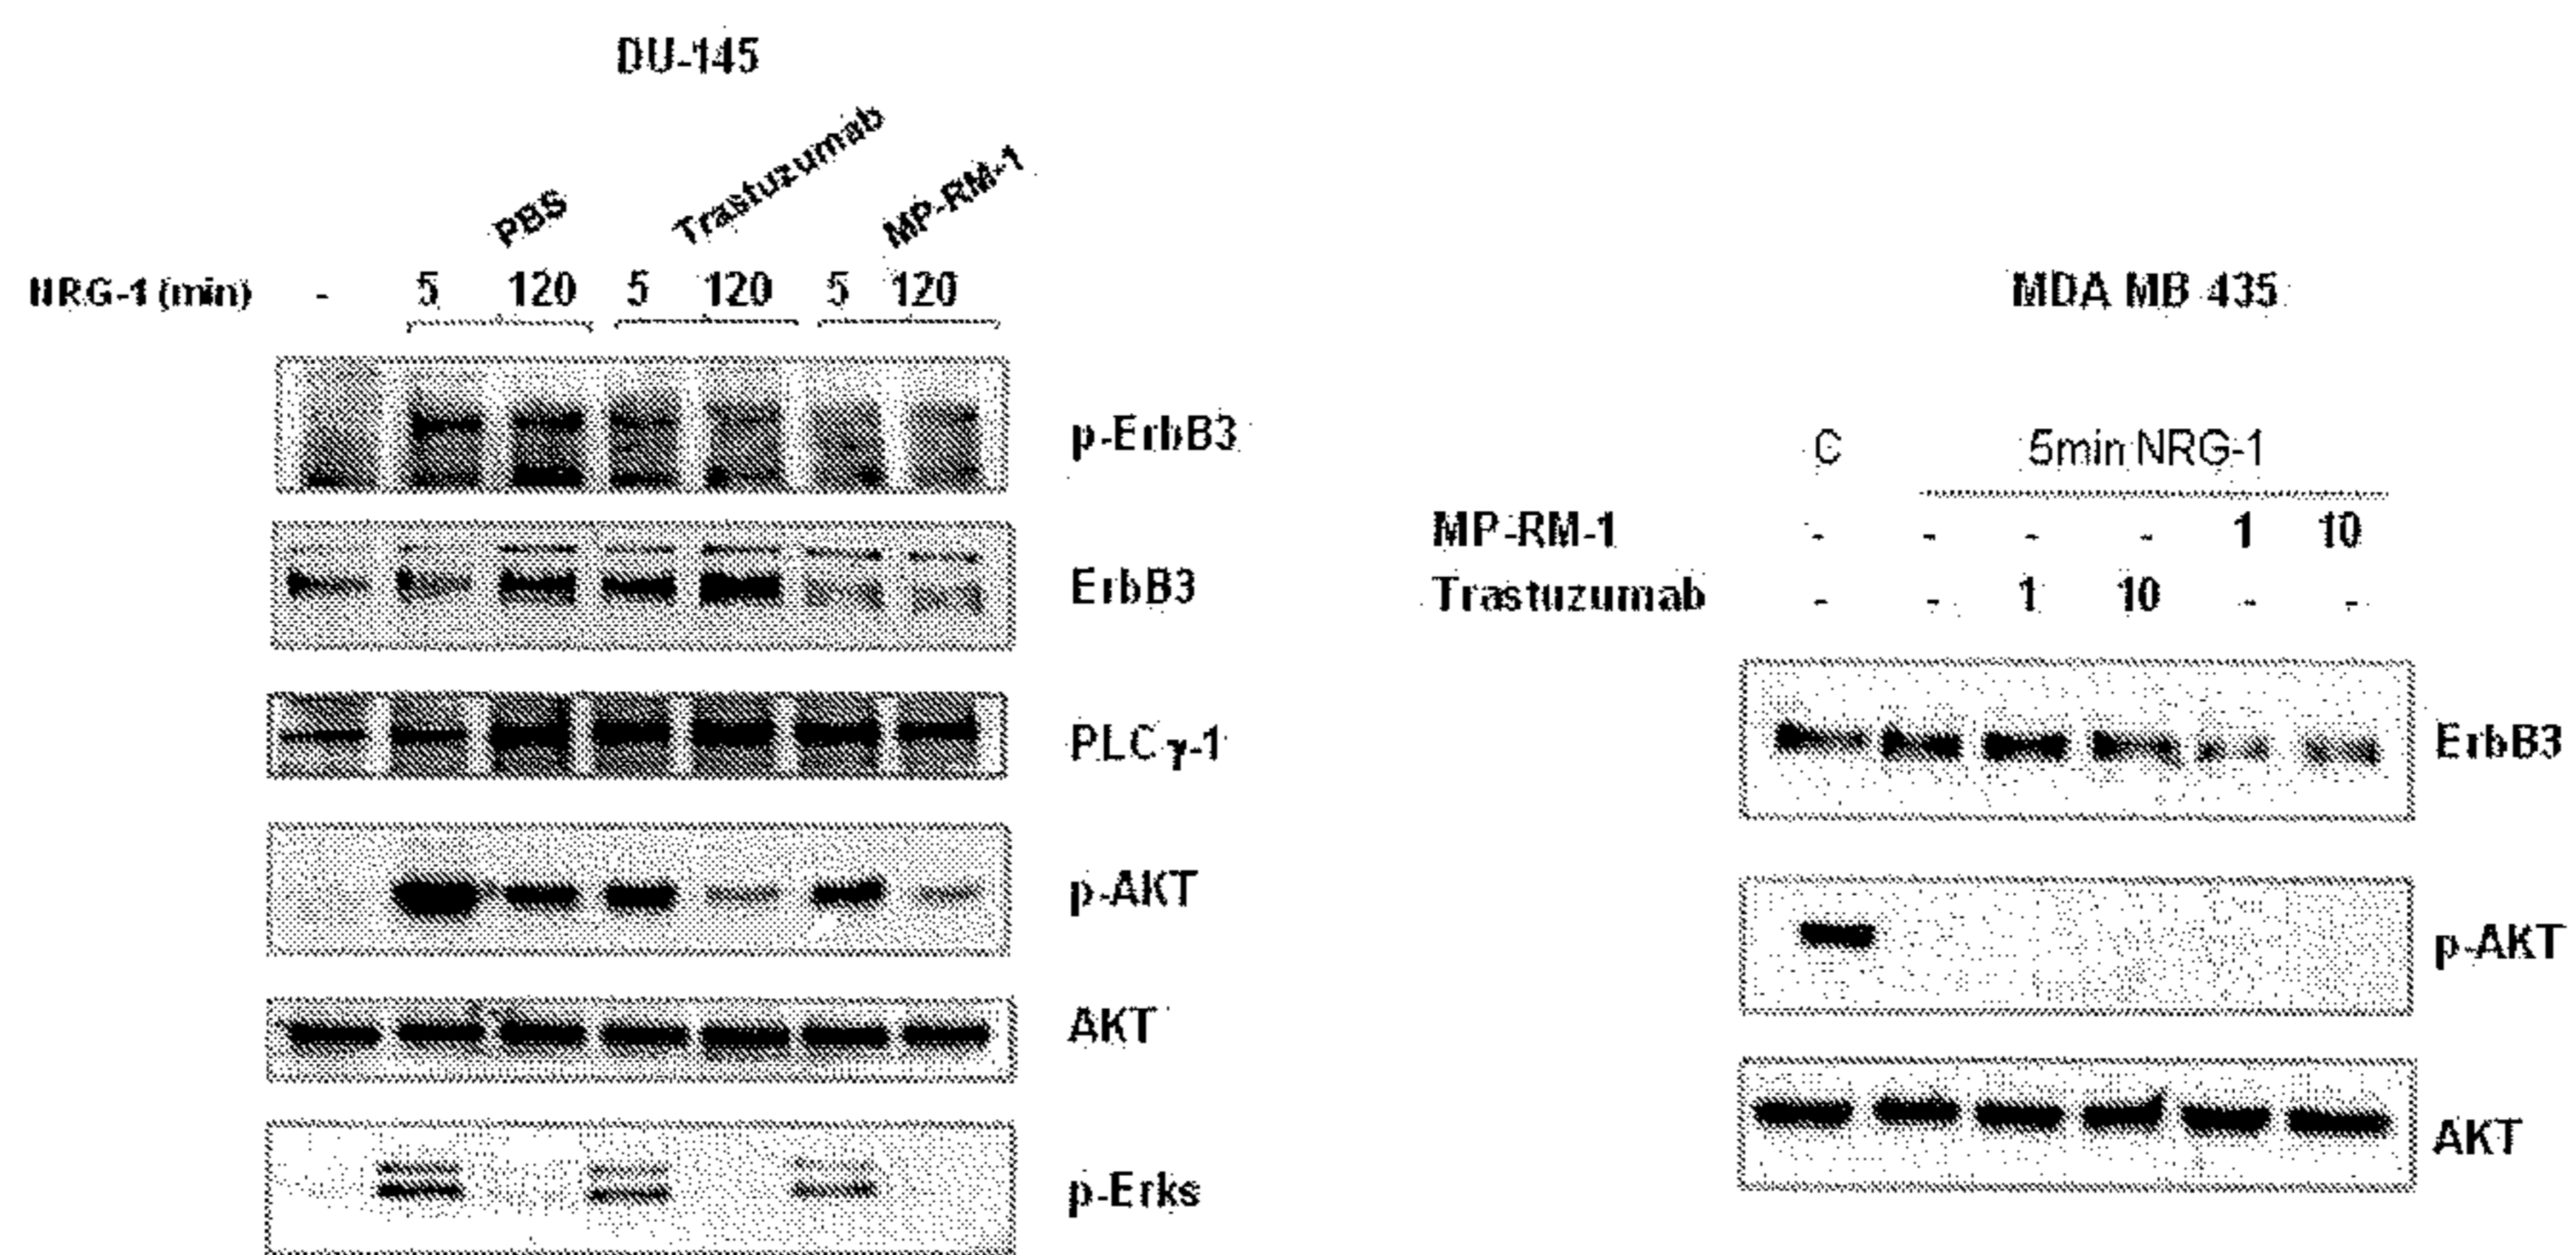 DU-145
PBS Trastuzumab MP-RM-1
NRG-1 (min) - 5 120 5 120 5 120
p-ErbB3
ErbB3
PLCγ-1
p-AKT
AKT
p-Erks
MDA MB 435
C 5min NRG-1
MP-RM-1 - - - - 1 10
Trastuzumab - - 1 10 - -
ErbB3
p-AKT
AKT